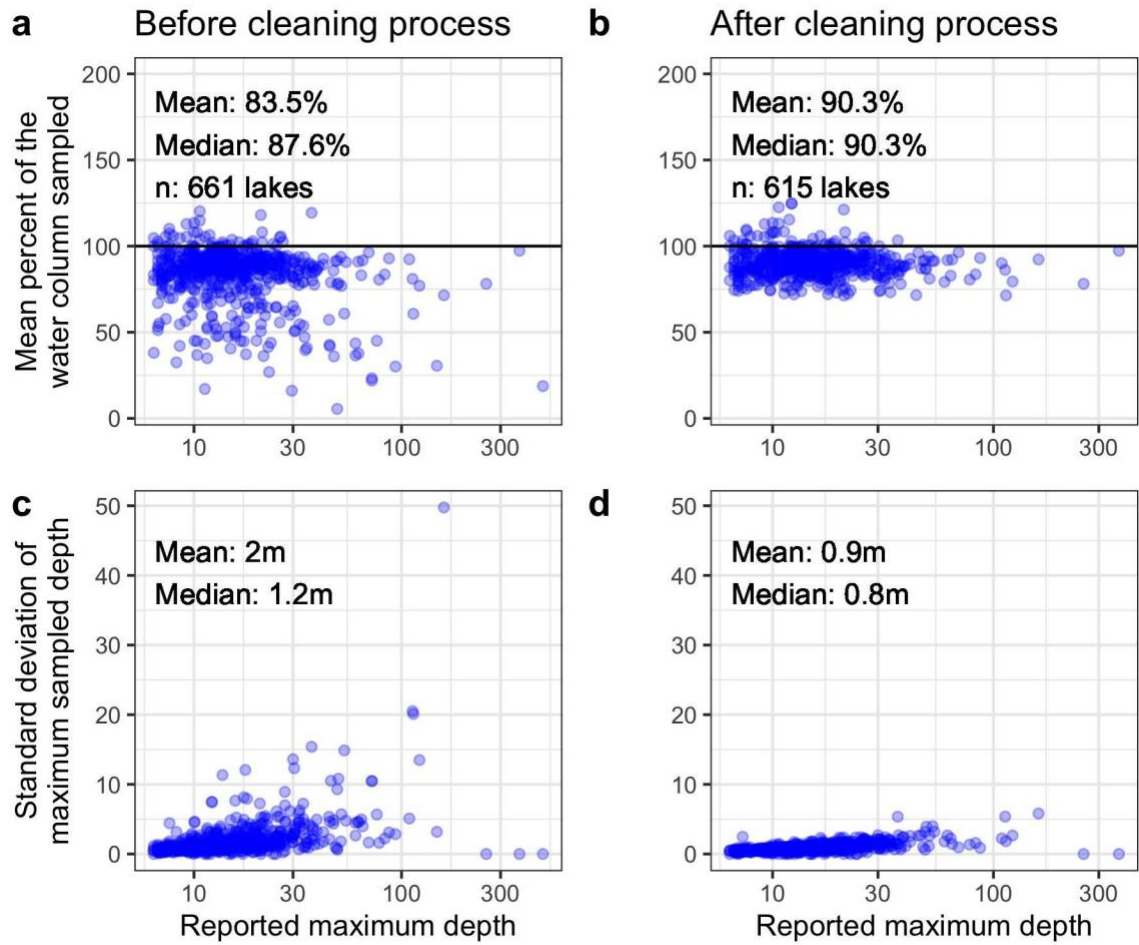 a Before cleaning process
b After cleaning process
Mean percent of the
water column sampled
200
150
100
50
0
Mean: 83.5%
Median: 87.6%
n: 661 lakes
10 30 100 300
200
150
100
50
0
Mean: 90.3%
Median: 90.3%
n: 615 lakes
10 30 100 300
c
Standard deviation of
maximum sampled depth
50
40
30
20
10
0
Mean: 2m
Median: 1.2m
10 30 100 300
Reported maximum depth
d
50
40
30
20
10
0
Mean: 0.9m
Median: 0.8m
10 30 100 300
Reported maximum depth